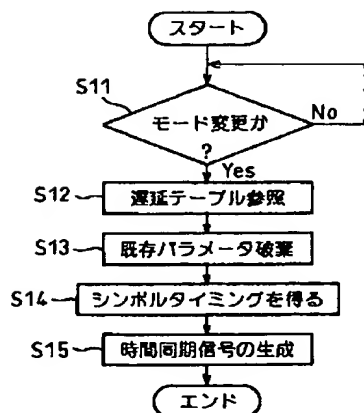 スタート
S11
モード変更か
?
No
Yes
S12
遅延テーブル参照
S13
既存パラメータ破棄
S14
シンボルタイミングを得る
S15
時間同期信号の生成
エンド